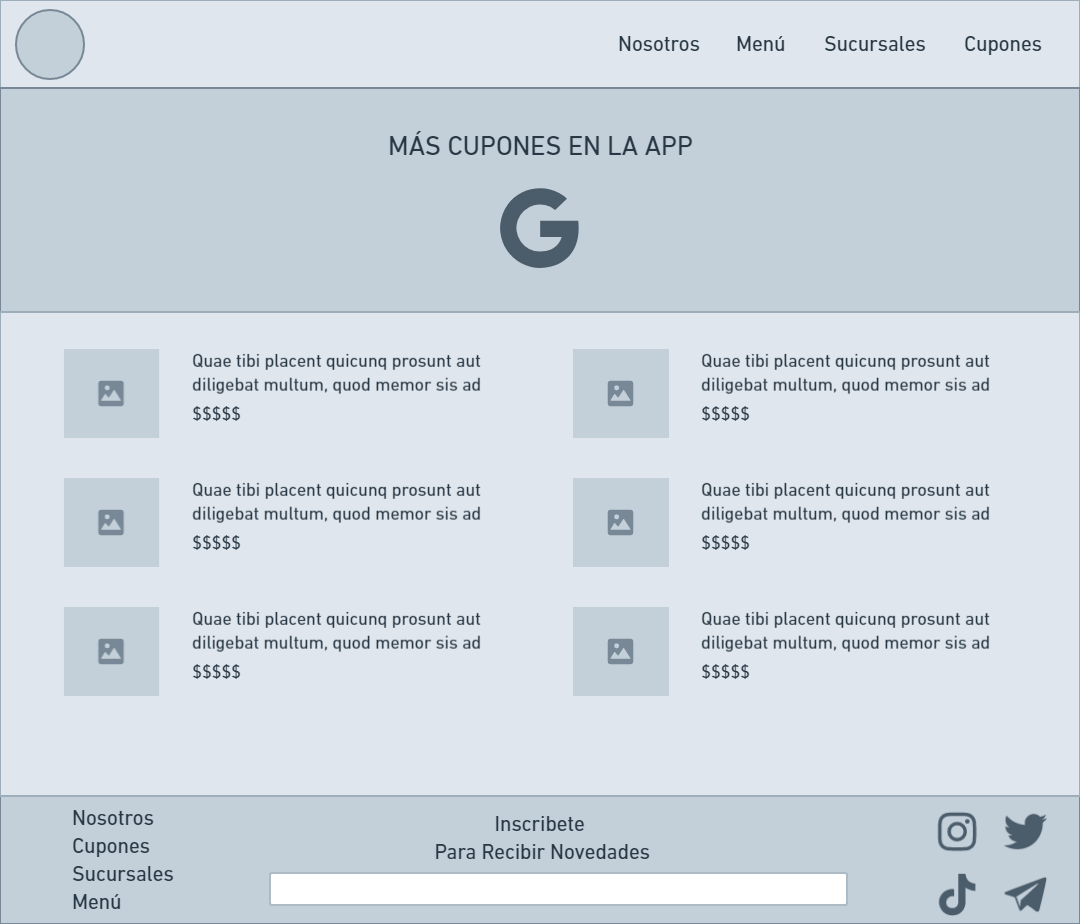 Nosotros Menú Sucursales Cupones
MÁS CUPONES EN LA APP
Quae tibi placent quicunq prosunt aut
diligebat multum, quod memor sis ad
$$$$$
Quae tibi placent quicunq prosunt aut
diligebat multum, quod memor sis ad
$$$$$
Quae tibi placent quicunq prosunt aut
diligebat multum, quod memor sis ad
$$$$$
Quae tibi placent quicunq prosunt aut
diligebat multum, quod memor sis ad
$$$$$
Quae tibi placent quicunq prosunt aut
diligebat multum, quod memor sis ad
$$$$$
Quae tibi placent quicunq prosunt aut
diligebat multum, quod memor sis ad
$$$$$
Nosotros
Cupones
Sucursales
Menú
Inscribete
Para Recibir Novedades